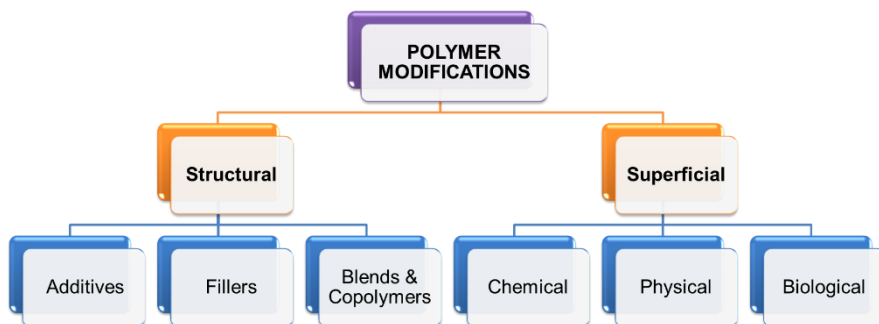 POLYMER
MODIFICATIONS
Structural
Superficial
Additives
Fillers
Blends &
Copolymers
Chemical
Physical
Biological